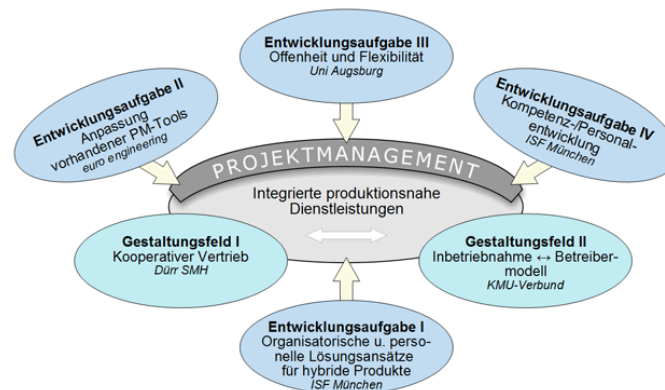 Entwicklungsaufgabe III
Offenheit und Flexibilität
Uni Augsburg
Entwicklungsaufgabe II
Anpassung
vorhandener PM-Tools
euro engineering
Entwicklungsaufgabe IV
Kompetenz-/Personal-
entwicklung
ISF München
PROJEKTMANAGEMENT
Integrierte produktionsnahe
Dienstleistungen
Gestaltungsfeld I
Kooperativer Vertrieb
Dürr SMH
Gestaltungsfeld II
Inbetriebnahme ↔ Betreiber-
modell
KMU-Verbund
Entwicklungsaufgabe I
Organisatorische u. perso-
nelle Lösungsansätze
für hybride Produkte
ISF München